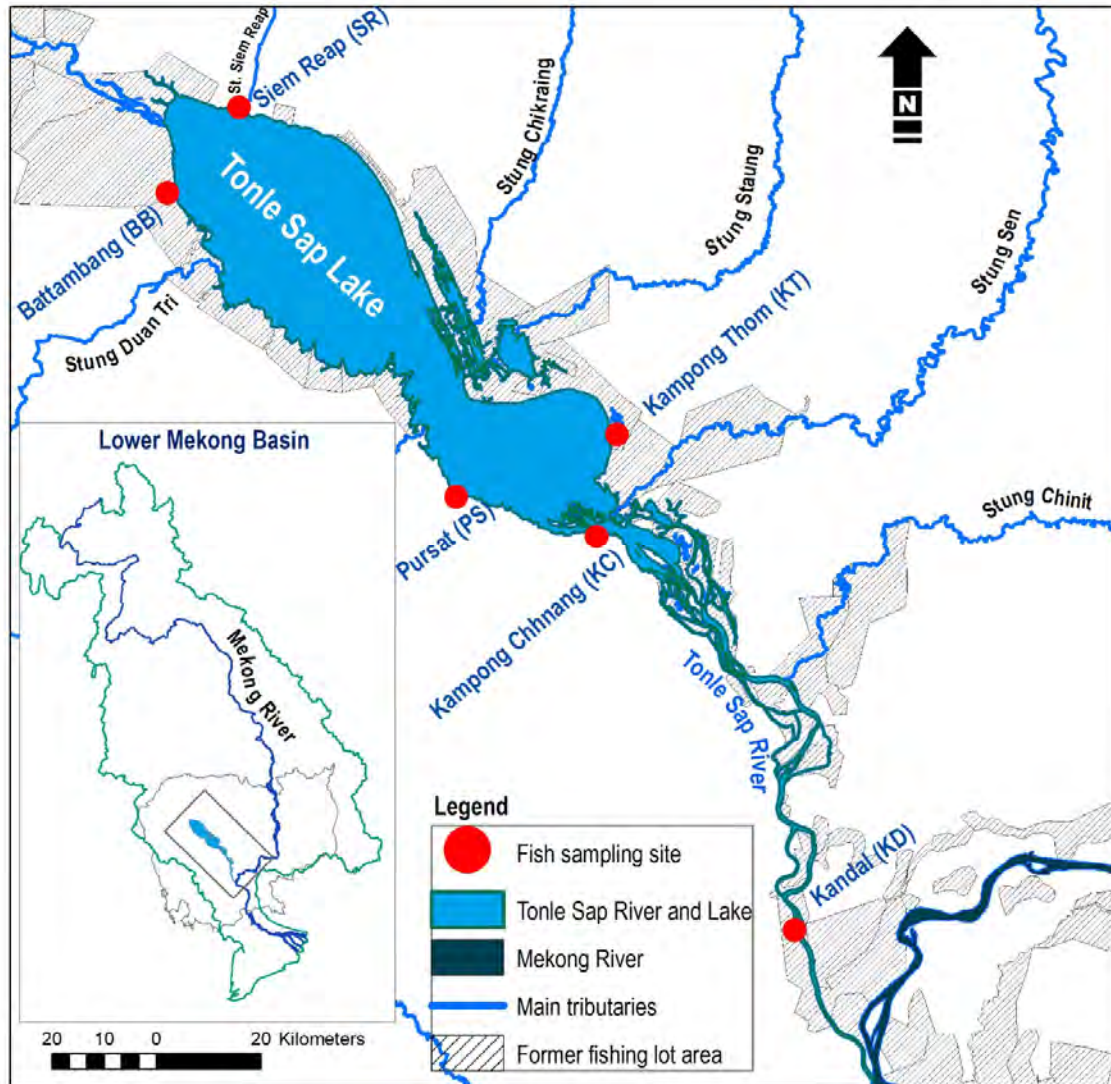 St. Siem Reap
Siem Reap (SR)
N
Stung Chikraing
Stung Staung
Stung Sen
Tonle Sap Lake
Battambang (BB)
Stung Duan Tri
Kampong Thom (KT)
Lower Mekong Basin
Stung Chinit
Pursat (PS)
Kampong Chhnang (KC)
Mekon g River
Tonle Sap River
Kandal (KD)
Legend
Fish sampling site
Tonle Sap River and Lake
Mekong River
Main tributaries
Former fishing lot area
20 10 0 20 Kilometers